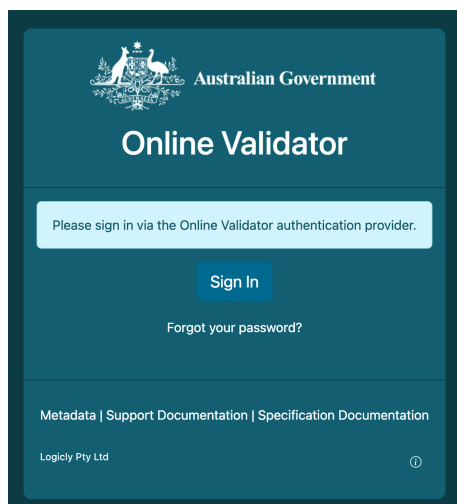 AUSTRALIA
Australian Government
Online Validator
Please sign in via the Online Validator authentication provider.
Sign In
Forgot your password?
Metadata | Support Documentation | Specification Documentation
Logicly Pty Ltd